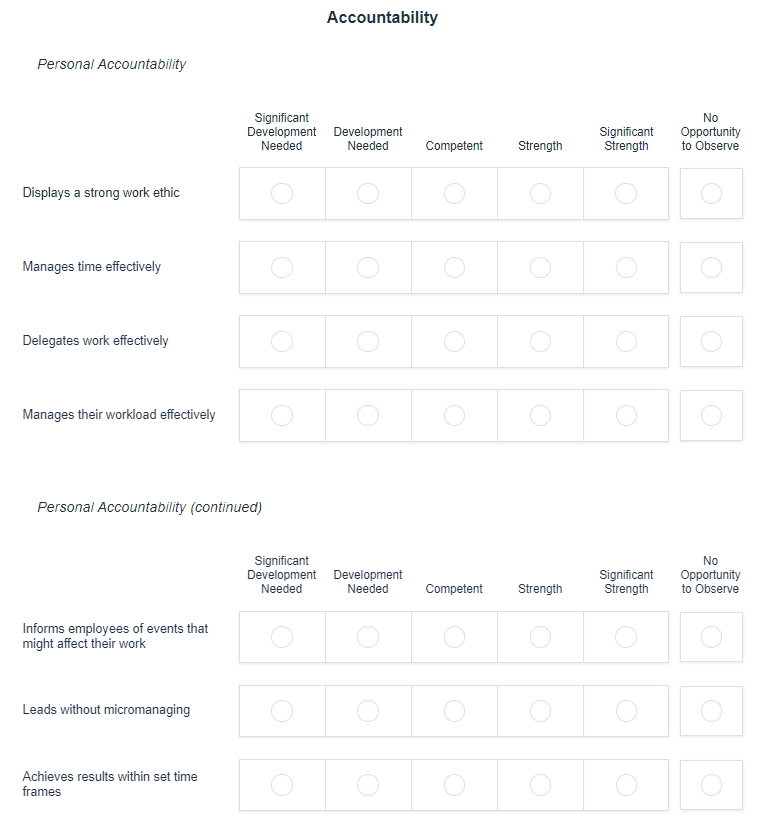 Accountability
Personal Accountability
Significant Development Needed
Development Needed
Competent
Strength
Significant Strength
No Opportunity to Observe
Displays a strong work ethic
Manages time effectively
Delegates work effectively
Manages their workload effectively
Personal Accountability (continued)
Significant Development Needed
Development Needed
Competent
Strength
Significant Strength
No Opportunity to Observe
Informs employees of events that
might affect their work
Leads without micromanaging
Achieves results within set time
frames